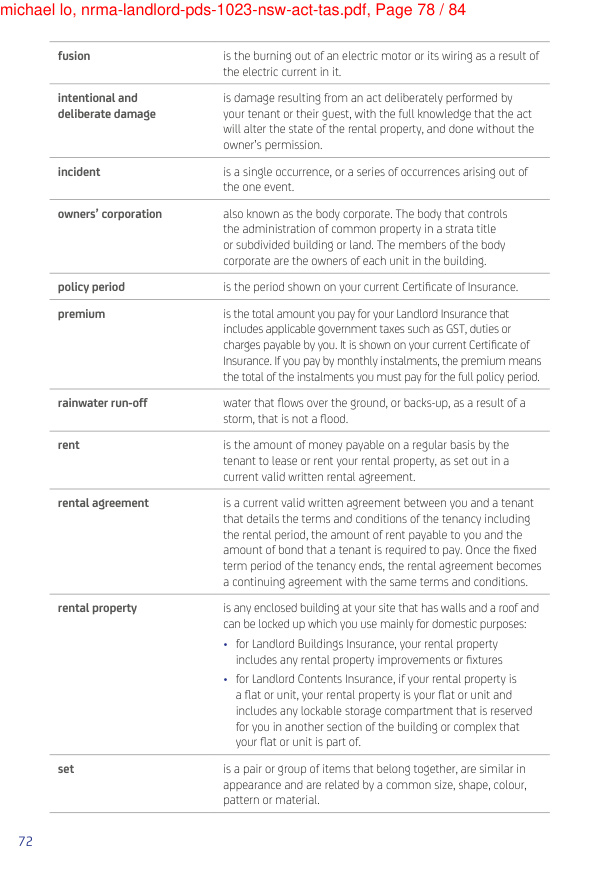 michael lo, nrma-landlord-pds-1023-nsw-act-tas.pdf, Page 78 / 84
fusion
is the burning out of an electric motor or its wiring as a result of
the electric current in it.
intentional and
deliberate damage
is damage resulting from an act deliberately performed by
your tenant or their guest, with the full knowledge that the act
will alter the state of the rental property, and done without the
owner's permission.
incident
is a single occurrence, or a series of occurrences arising out of
the one event.
owners' corporation
also known as the body corporate. The body that controls
the administration of common property in a strata title
or subdivided building or land. The members of the body
corporate are the owners of each unit in the building.
policy period
is the period shown on your current Certificate of Insurance.
premium
is the total amount you pay for your Landlord Insurance that
includes applicable government taxes such as GST, duties or
charges payable by you. It is shown on your current Certificate of
Insurance. If you pay by monthly instalments, the premium means
the total of the instalments you must pay for the full policy period.
rainwater run-off
water that flows over the ground, or backs-up, as a result of a
storm, that is not a flood.
rent
is the amount of money payable on a regular basis by the
tenant to lease or rent your rental property, as set out in a
current valid written rental agreement.
rental agreement
is a current valid written agreement between you and a tenant
that details the terms and conditions of the tenancy including
the rental period, the amount of rent payable to you and the
amount of bond that a tenant is required to pay. Once the fixed
term period of the tenancy ends, the rental agreement becomes
a continuing agreement with the same terms and conditions.
rental property
is any enclosed building at your site that has walls and a roof and
can be locked up which you use mainly for domestic purposes:
• for Landlord Buildings Insurance, your rental property
includes any rental property improvements or fixtures
• for Landlord Contents Insurance, if your rental property is
a flat or unit, your rental property is your flat or unit and
includes any lockable storage compartment that is reserved
for you in another section of the building or complex that
your flat or unit is part of.
set
is a pair or group of items that belong together, are similar in
appearance and are related by a common size, shape, colour,
pattern or material.
72